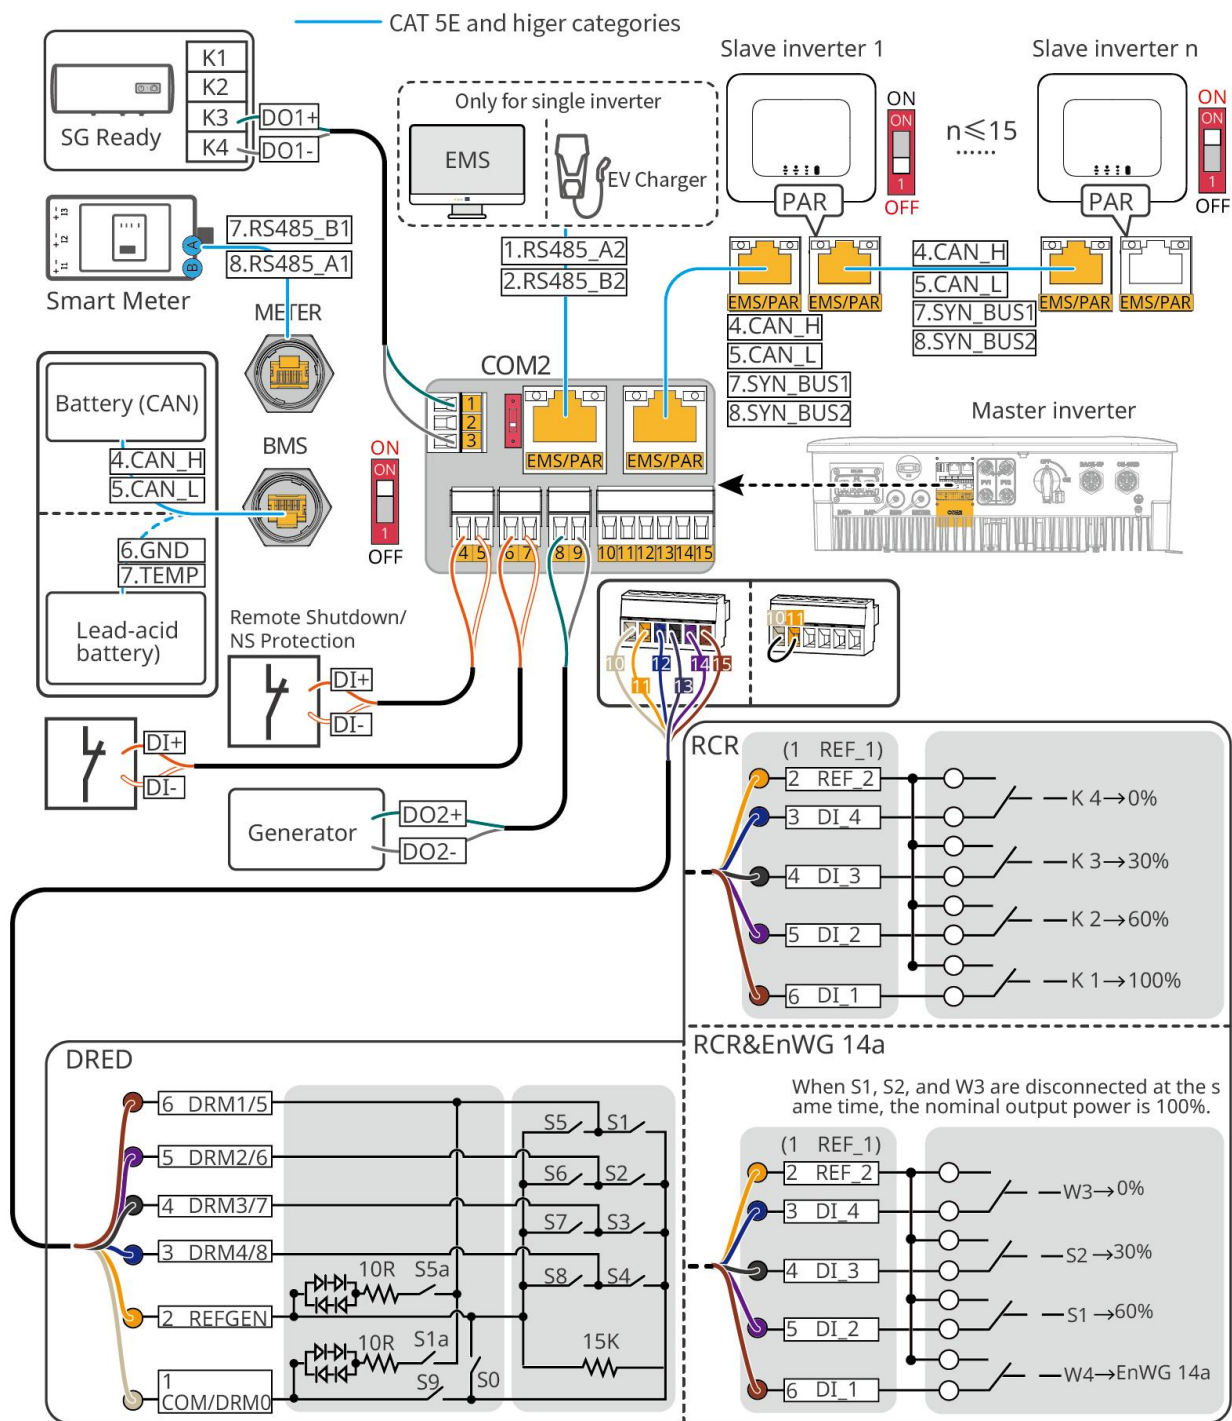 CAT 5E and higer categories
K1
K2
K3
K4
SG Ready
DO1+
DO1-
Only for single inverter
EMS
EV Charger
Slave inverter 1
Slave inverter n
ON
ON
1
OFF
n≤15
......
ON
ON
1
OFF
PAR
PAR
I3
I2
I1
A
B
Smart Meter
7.RS485_B1
8.RS485_A1
METER
1.RS485_A2
2.RS485_B2
EMS/PAR
EMS/PAR
4.CAN_H
5.CAN_L
7.SYN_BUS1
8.SYN_BUS2
EMS/PAR
EMS/PAR
4.CAN_H
5.CAN_L
7.SYN_BUS1
8.SYN_BUS2
COM2
1
2
3
EMS/PAR
EMS/PAR
4 5 6 7 8 9 10 11 12 13 14 15
Master inverter
Battery (CAN)
4.CAN_H
5.CAN_L
BMS
ON
ON
1
OFF
6.GND
7.TEMP
Lead-acid
battery)
Remote Shutdown/
NS Protection
DI+
DI-
DI+
DI-
Generator
DO2+
DO2-
10
11
12
13
14
15
10 11
RCR
(1 REF_1)
2 REF_2
3 DI_4
4 DI_3
5 DI_2
6 DI_1
K 4→0%
K 3→30%
K 2→60%
K 1→100%
DRED
6 DRM1/5
5 DRM2/6
4 DRM3/7
3 DRM4/8
2 REFGEN
1
COM/DRM0
S5 S1
S6 S2
S7 S3
S8 S4
10R S5a
10R S1a
S9 S0
15K
RCR&EnWG 14a
When S1, S2, and W3 are disconnected at the s
ame time, the nominal output power is 100%.
(1 REF_1)
2 REF_2
3 DI_4
4 DI_3
5 DI_2
6 DI_1
W3→0%
S2→30%
S1→60%
W4→EnWG 14a